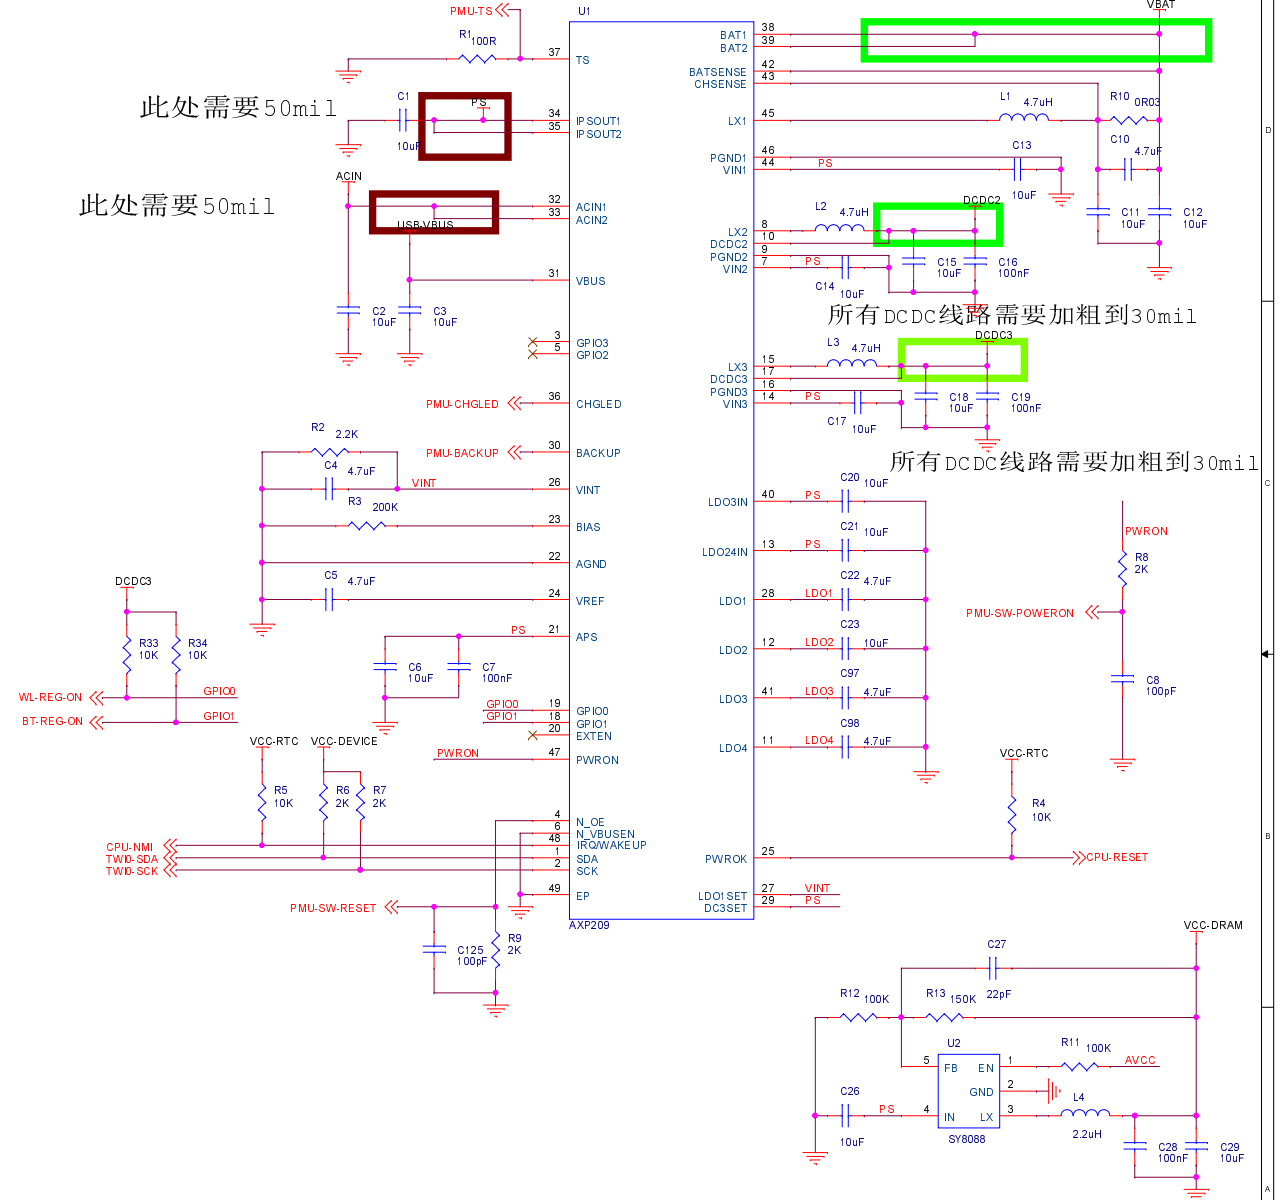 PMU-TS
U1
VBAT
R1 100R
37 TS
BAT1 38
BAT2 39
BATSENSE 42
CHSENSE 43
此处需要50mil
C1
10uF
PS
34 IPSOUT1
35 IPSOUT2
LX1 45
L1 4.7uH
R10 0R03
C10 4.7uF
PGND1 46
VIN1 44
PS
C13
10uF
ACIN
此处需要50mil
32 ACIN1
33 ACIN2
USB-VBUS
31 VBUS
C11
10uF
C12
10uF
LX2 8
DCDC2 10
PGND2 9
VIN2 7
L2 4.7uH
DCDC2
PS
C14
10uF
C15
10uF
C16
100nF
C2
10uF
C3
10uF
所有DCDC线路需要加粗到30mil
3 GPIO3
5 GPIO2
LX3 15
DCDC3 17
PGND3 16
VIN3 14
L3 4.7uH
DCDC3
PS
C17
10uF
C18
10uF
C19
100nF
PMU-CHGLED
36 CHGLED
所有DCDC线路需要加粗到30mil
R2 2.2K
PMU-BACKUP
30 BACKUP
C4 4.7uF
VINT
26 VINT
R3 200K
23 BIAS
22 AGND
C5 4.7uF
24 VREF
LDO3IN 40
PS
C20 10uF
LDO24IN 13
PS
C21 10uF
LDO1 28
LDO1
C22 4.7uF
LDO2 12
LDO2
C23 10uF
LDO3 41
LDO3
C97 4.7uF
LDO4 11
LDO4
C98 4.7uF
PWRON
R8
2K
PMU-SW-POWERON
C8
100pF
DCDC3
R33
10K
R34
10K
WL-REG-ON
GPIO0
BT-REG-ON
GPIO1
PS
21 APS
C6
10uF
C7
100nF
GPIO0
19 GPIO0
GPIO1
18 GPIO1
20 EXTEN
PWRON
47 PWRON
VCC-RTC
VCC-DEVICE
R5
10K
R6
2K
R7
2K
4 N_OE
6 N_VBUSEN
CPU-NMI
48 IRQ/WAKEUP
TWI0-SDA
1 SDA
TWI0-SCK
2 SCK
49 EP
VCC-RTC
R4
10K
PWROK 25
CPU-RESET
LDO1SET 27
VINT
DC3SET 29
PS
PMU-SW-RESET
AXP209
C125
100pF
R9
2K
VCC-DRAM
C27
22pF
R12 100K
R13 150K
U2
R11 100K
AVCC
5 FB
EN 1
GND 2
4 IN
LX 3
C26
10uF
PS
L4
2.2uH
SY8088
C28
100nF
C29
10uF
D
C
B
A